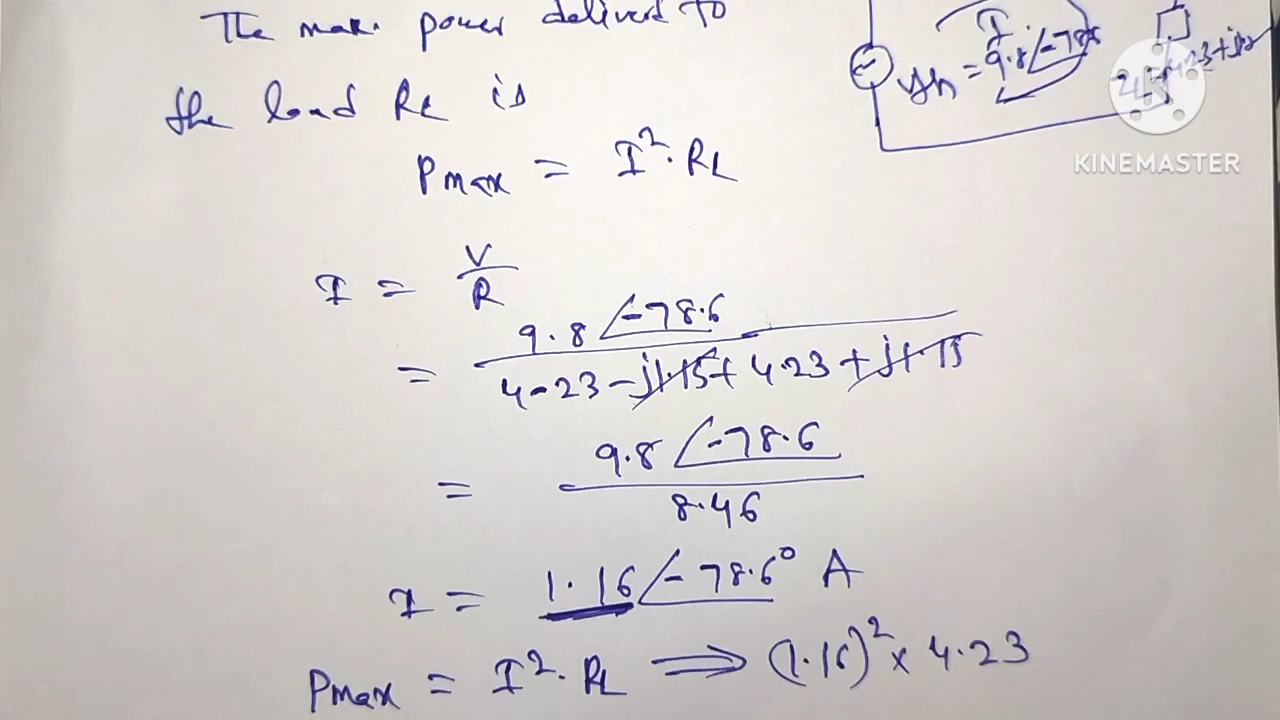 The max. power delivered to
the load RL is
Pmax = I². RL
I = V/R
= 9.8 ∠-78.6 / 4.23 - j1.15 + 4.23 + j1.15
= 9.8 ∠-78.6 / 8.46
I = 1.16 ∠-78.6° A
Pmax = I². RL ⟹ (1.16)² × 4.23
I
Vth = 9.8 ∠-78.6
KINEMASTER